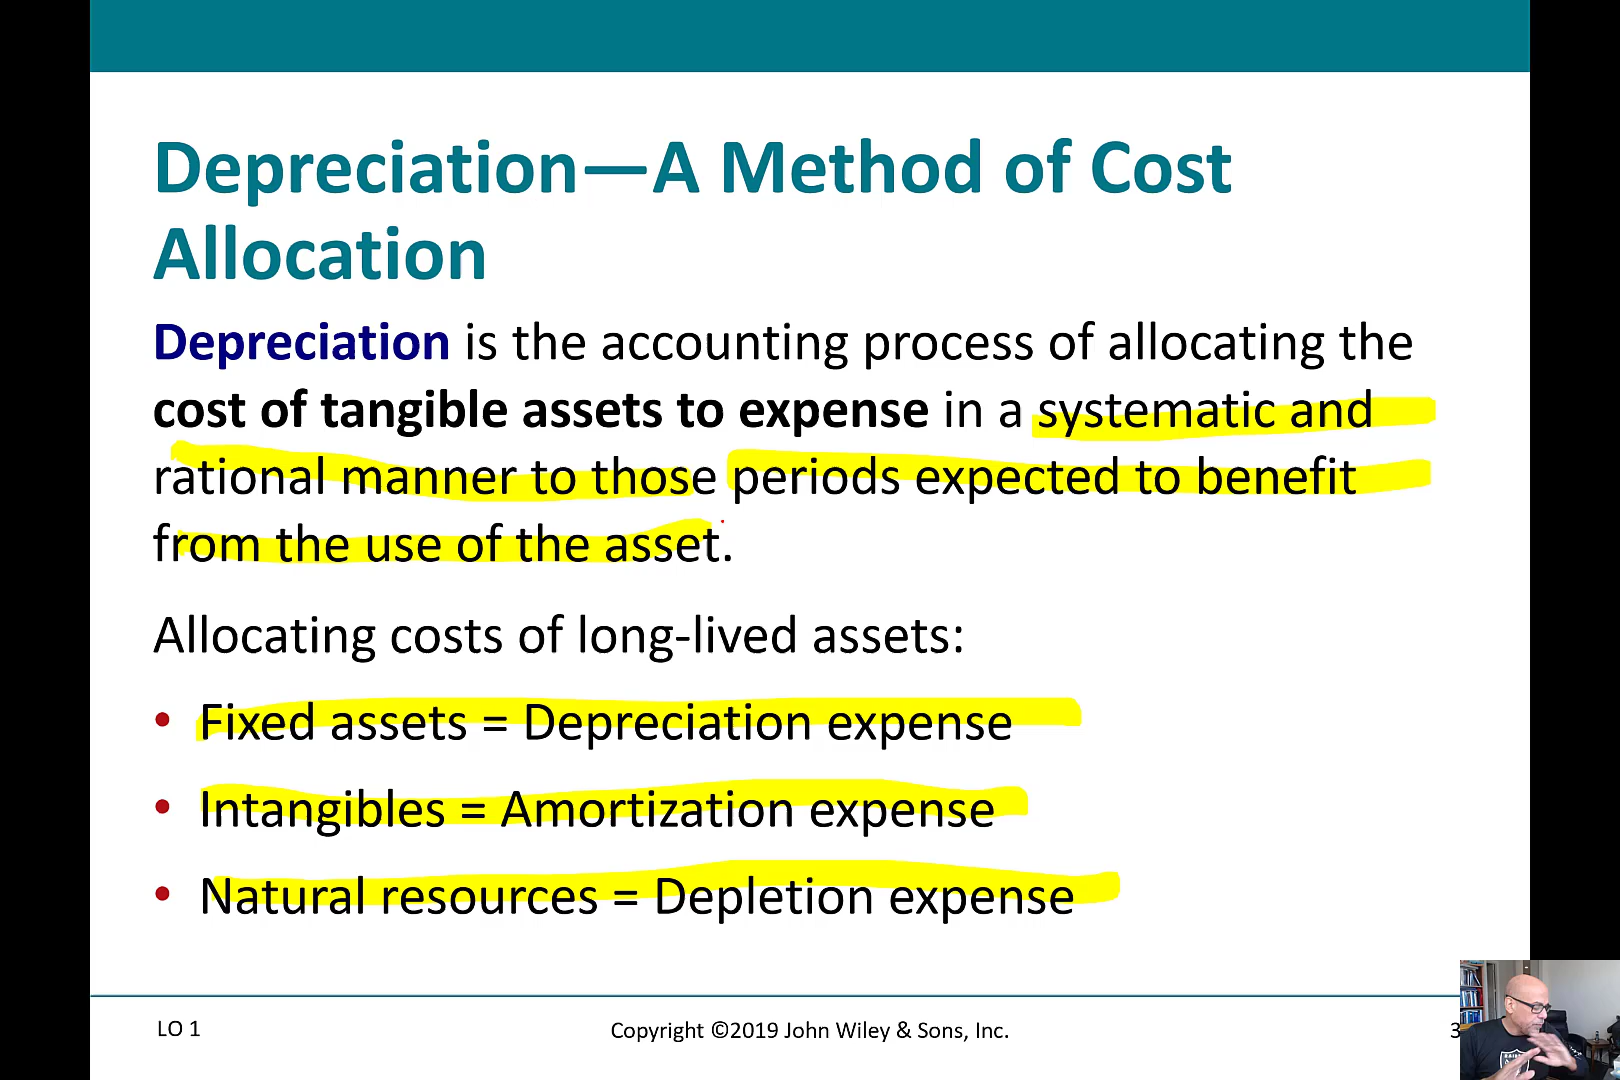 Depreciation—A Method of Cost
Allocation
Depreciation is the accounting process of allocating the
cost of tangible assets to expense in a systematic and
rational manner to those periods expected to benefit
from the use of the asset.
Allocating costs of long-lived assets:
• Fixed assets = Depreciation expense
• Intangibles = Amortization expense
• Natural resources = Depletion expense
LO 1
Copyright ©2019 John Wiley & Sons, Inc.
3